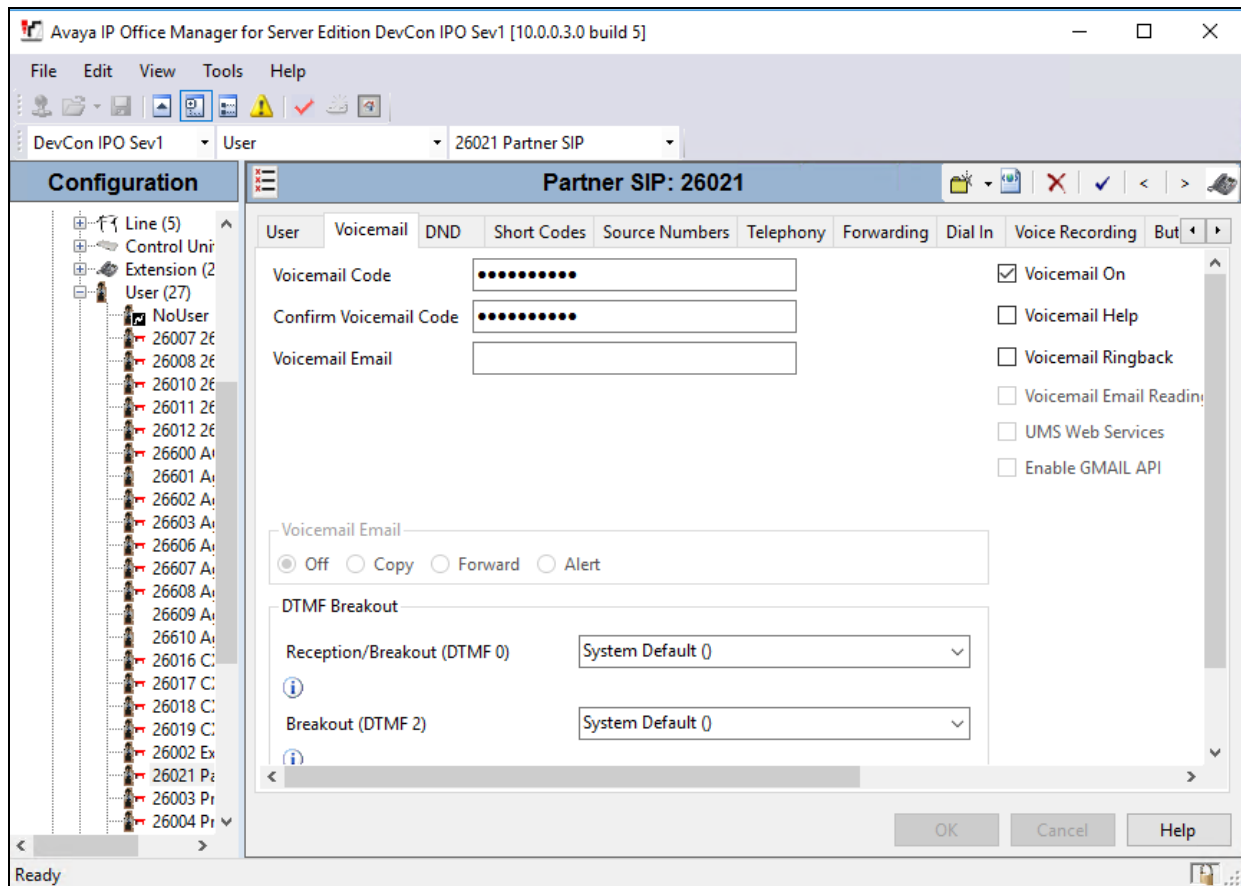 Avaya IP Office Manager for Server Edition DevCon IPO Sev1 [10.0.0.3.0 build 5]
File Edit View Tools Help
DevCon IPO Sev1 User 26021 Partner SIP
Configuration
Line (5)
Control Uni
Extension (2
User (27)
NoUser
26007 26
26008 26
26010 26
26011 26
26012 26
26600 A
26601 A
26602 A
26603 A
26606 A
26607 A
26608 A
26609 A
26610 A
26016 C
26017 C
26018 C
26019 C
26002 Ex
26021 Pa
26003 Pr
26004 Pr
Partner SIP: 26021
User Voicemail DND Short Codes Source Numbers Telephony Forwarding Dial In Voice Recording But
Voicemail Code ●●●●●●●●●●
Confirm Voicemail Code ●●●●●●●●●●
Voicemail Email
Voicemail On
Voicemail Help
Voicemail Ringback
Voicemail Email Reading
UMS Web Services
Enable GMAIL API
Voicemail Email
Off Copy Forward Alert
DTMF Breakout
Reception/Breakout (DTMF 0) System Default ()
Breakout (DTMF 2) System Default ()
OK Cancel Help
Ready